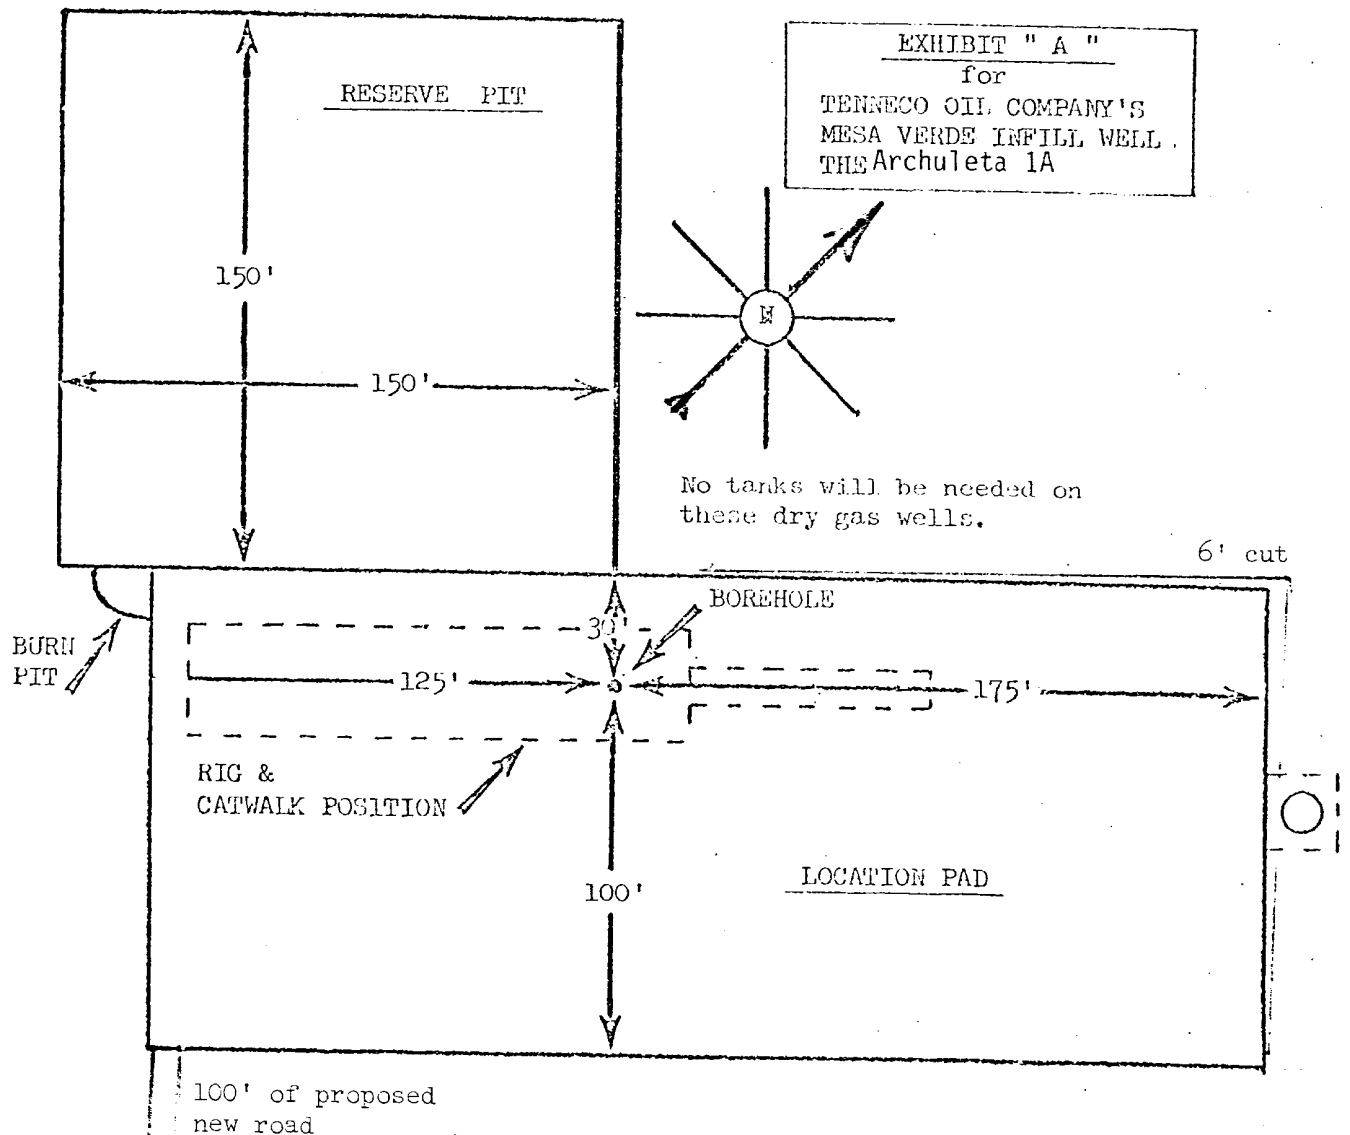 EXHIBIT " A "
for
TENNECO OIL COMPANY'S
MESA VERDE INFILL WELL.
THE Archuleta 1A
RESERVE PIT
150'
150'
N
No tanks will be needed on
these dry gas wells.
6' cut
BOREHOLE
30'
BURN
PIT
125'
175'
RIG &
CATWALK POSITION
100'
LOCATION PAD
100' of proposed
new road